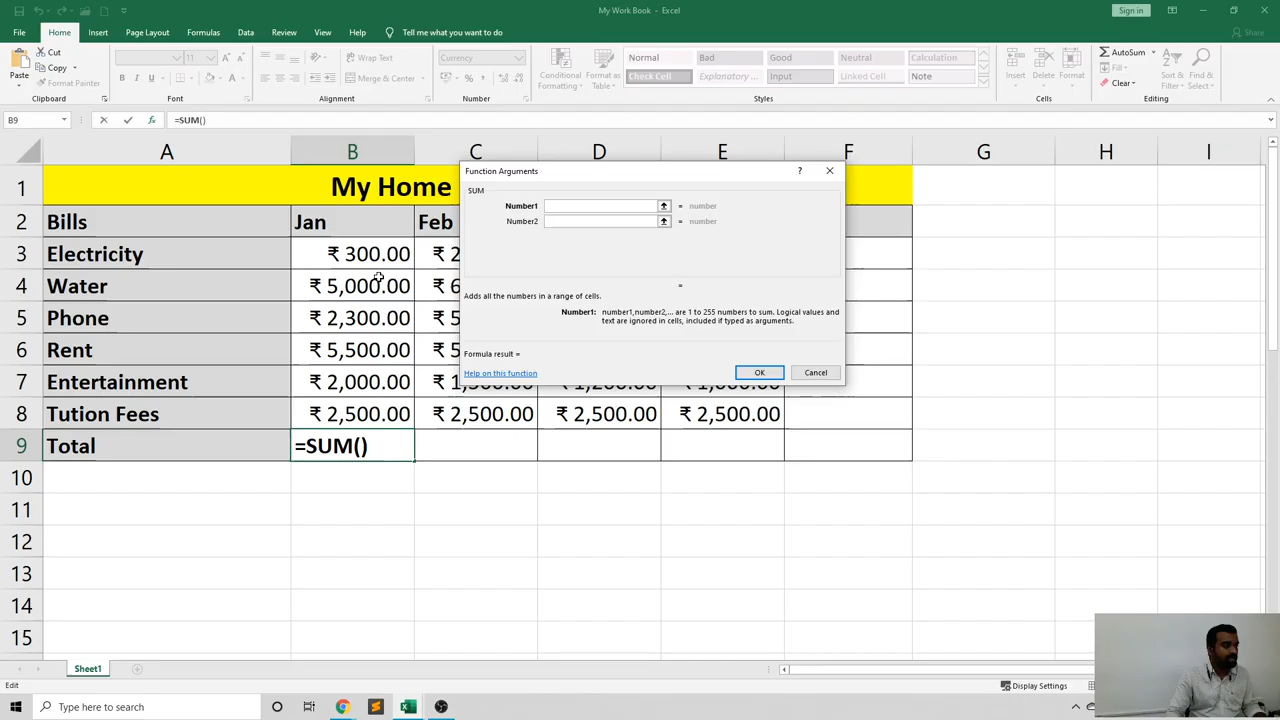 My Work Book - Excel
Sign in
File Home Insert Page Layout Formulas Data Review View Help Tell me what you want to do Share
Paste
Cut
Copy
Format Painter
Clipboard
11
B I U A
Font
Wrap Text
Merge & Center
Alignment
Currency
%
Number
Conditional Formatting
Format as Table
Normal Bad Good Neutral Calculation
Check Cell Explanatory ... Input Linked Cell Note
Styles
Insert Delete Format
Cells
AutoSum
Fill
Clear
Sort & Filter
Find & Select
Editing
B9 fx =SUM()
A B C D E F G H I
1 My Home
2 Bills Jan Feb
3 Electricity ₹ 300.00 ₹ 2
4 Water ₹ 5,000.00 ₹ 6
5 Phone ₹ 2,300.00 ₹ 5
6 Rent ₹ 5,500.00 ₹ 5
7 Entertainment ₹ 2,000.00
8 Tution Fees ₹ 2,500.00 ₹ 2,500.00 ₹ 2,500.00 ₹ 2,500.00
9 Total =SUM()
10
11
12
13
14
15
Function Arguments ?
SUM
Number1 = number
Number2 = number
=
Adds all the numbers in a range of cells.
Number1: number1,number2,... are 1 to 255 numbers to sum. Logical values and
text are ignored in cells, included if typed as arguments.
Formula result =
Help on this function
OK Cancel
Sheet1
Edit
Display Settings
Type here to search